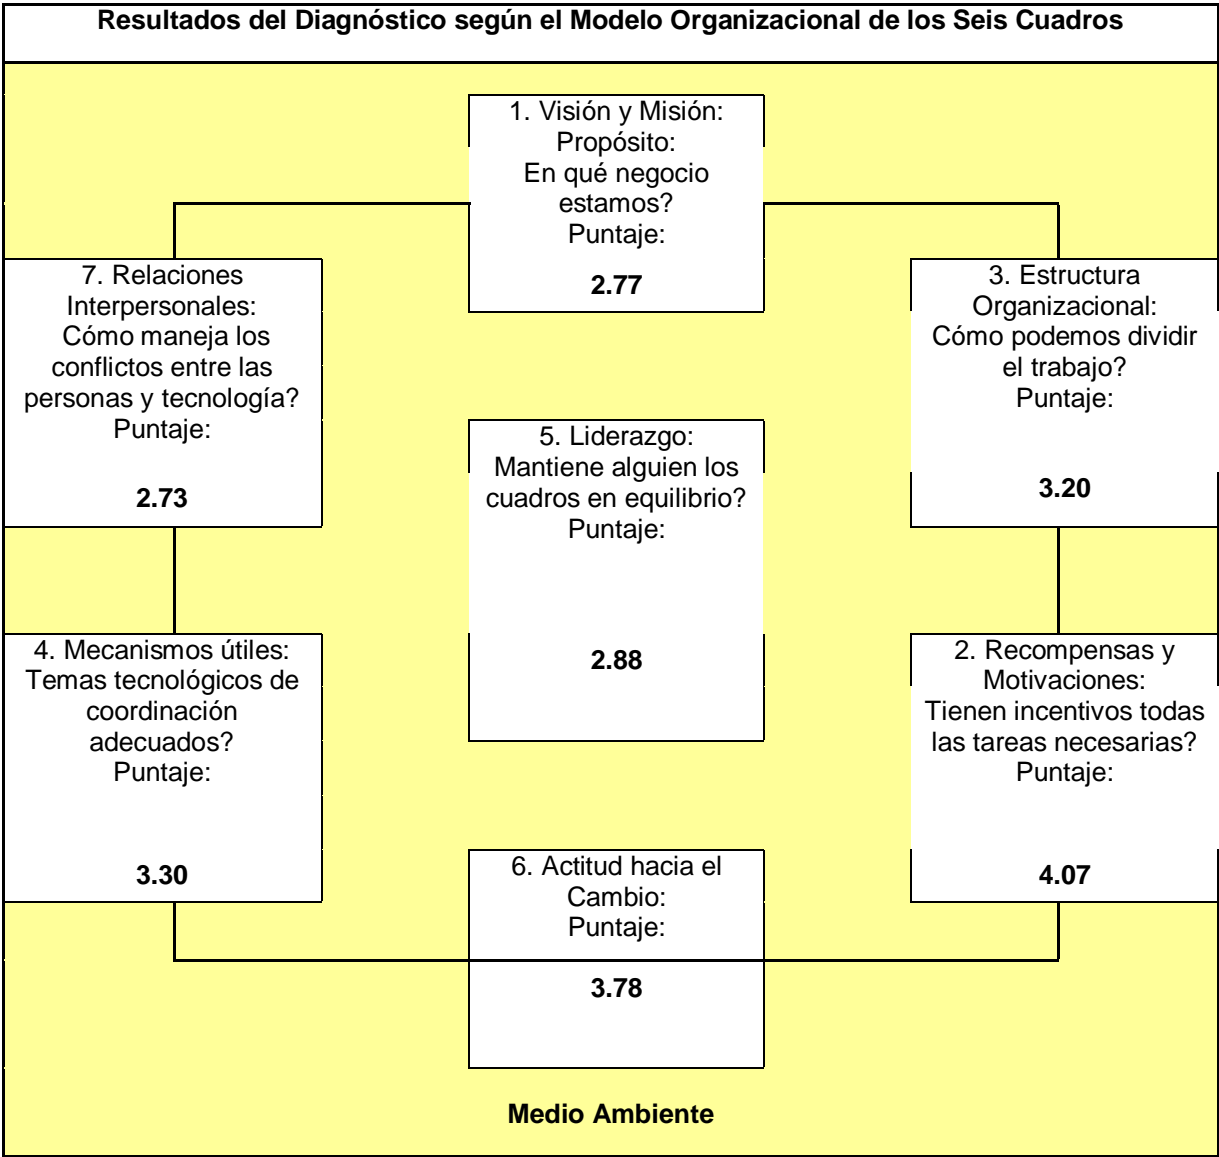 Resultados del Diagnóstico según el Modelo Organizacional de los Seis Cuadros
1. Visión y Misión:
Propósito:
En qué negocio
estamos?
Puntaje:
2.77
7. Relaciones
Interpersonales:
Cómo maneja los
conflictos entre las
personas y tecnología?
Puntaje:
2.73
3. Estructura
Organizacional:
Cómo podemos dividir
el trabajo?
Puntaje:
3.20
5. Liderazgo:
Mantiene alguien los
cuadros en equilibrio?
Puntaje:
2.88
4. Mecanismos útiles:
Temas tecnológicos de
coordinación
adecuados?
Puntaje:
3.30
2. Recompensas y
Motivaciones:
Tienen incentivos todas
las tareas necesarias?
Puntaje:
4.07
6. Actitud hacia el
Cambio:
Puntaje:
3.78
Medio Ambiente